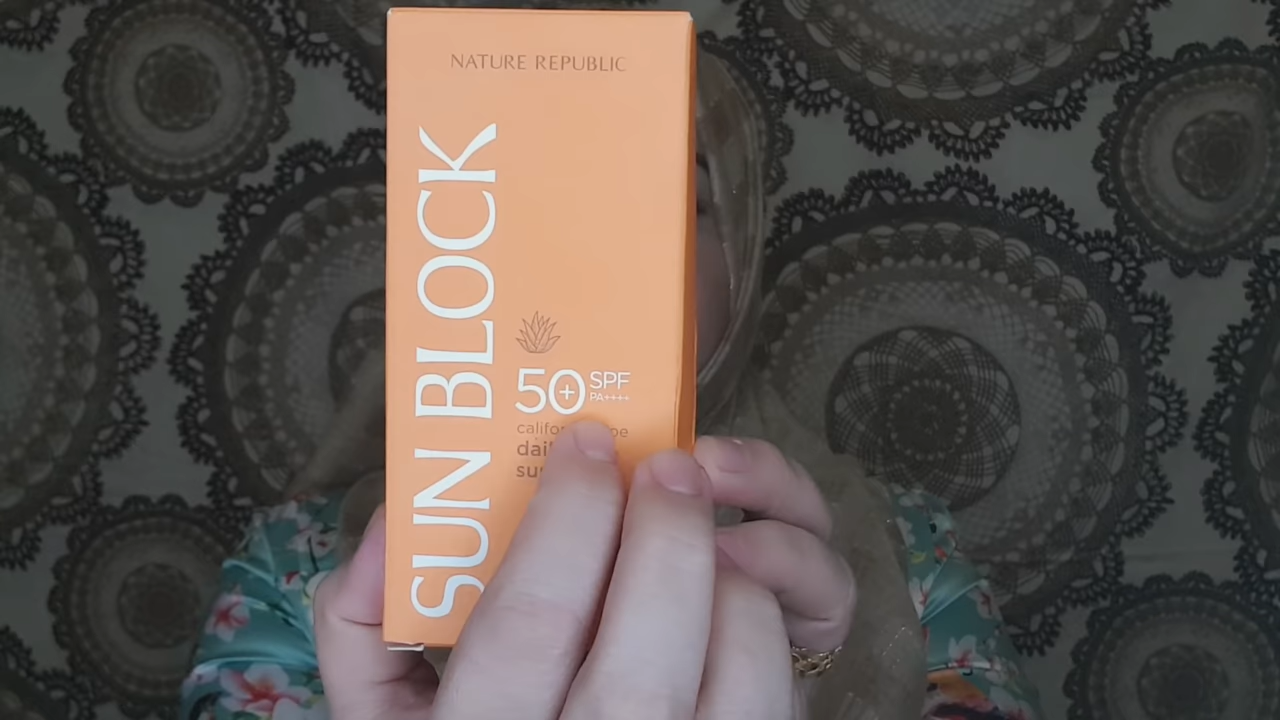 NATURE REPUBLIC
SUN BLOCK
50+ SPF
PA++++